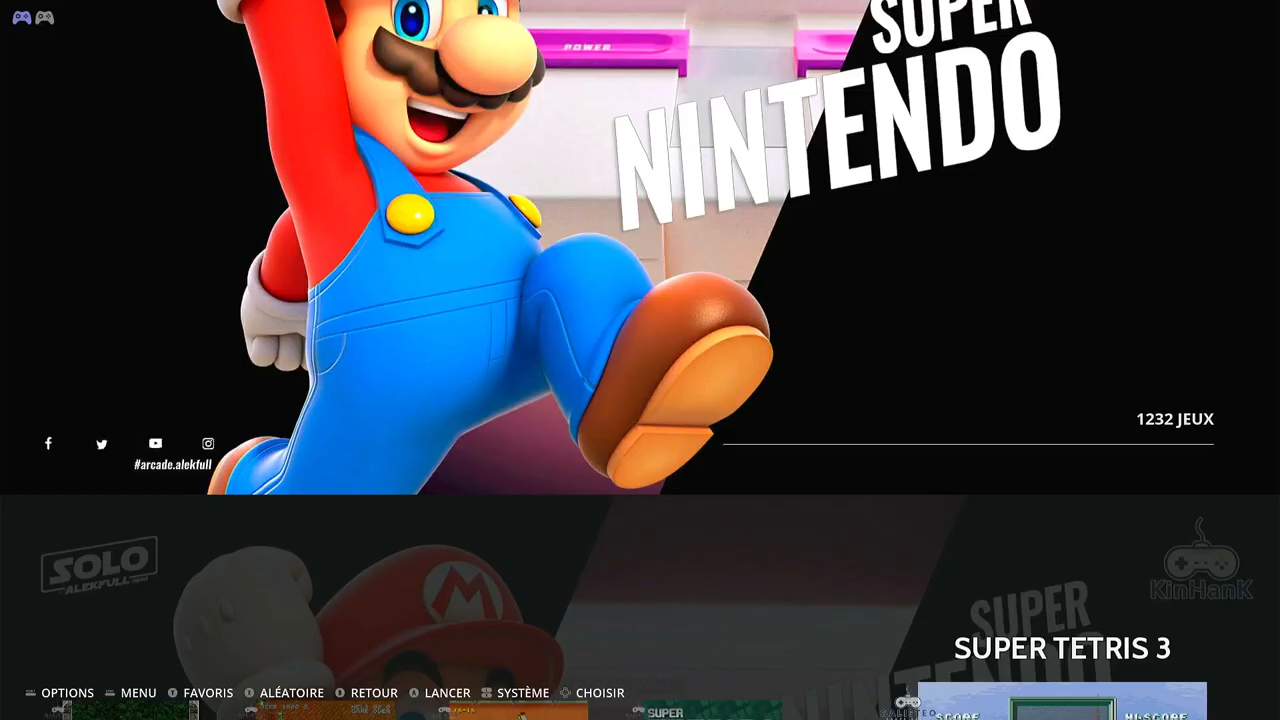 POWER
SUPER
NINTENDO
1232 JEUX
#arcade.alekfull
SOLO
ALEKFULL
KinHanK
SUPER
NINTENDO
SUPER TETRIS 3
OPTIONS MENU FAVORIS ALÉATOIRE RETOUR LANCER SYSTÈME CHOISIR
SUPER
SCORE
HI-SCORE